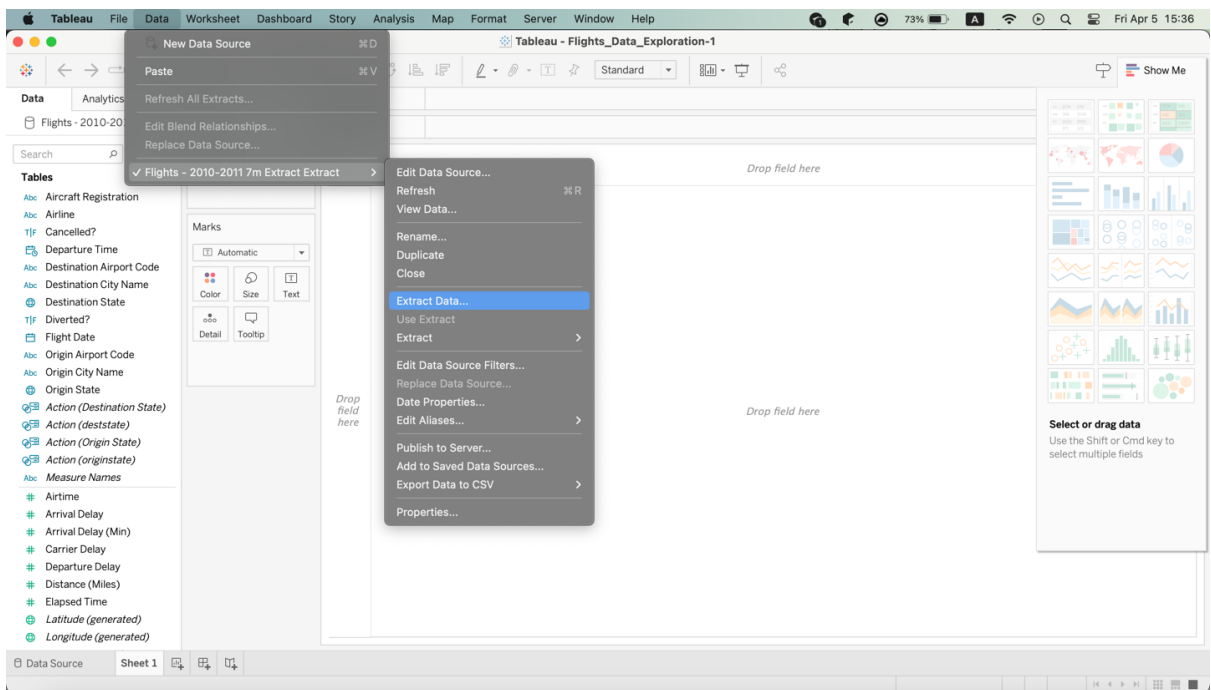 Tableau File Data Worksheet Dashboard Story Analysis Map Format Server Window Help 73% A Fri Apr 5 15:36
Tableau - Flights_Data_Exploration-1
New Data Source ⌘D
Paste ⌘V
Refresh All Extracts...
Edit Blend Relationships...
Replace Data Source...
✓ Flights - 2010-2011 7m Extract Extract >
Edit Data Source...
Refresh ⌘R
View Data...
Rename...
Duplicate
Close
Extract Data...
Use Extract
Extract >
Edit Data Source Filters...
Replace Data Source...
Date Properties...
Edit Aliases... >
Publish to Server...
Add to Saved Data Sources...
Export Data to CSV >
Properties...
Standard
Show Me
Data Analytics
Flights - 2010-20
Search
Tables
Abc Aircraft Registration
Abc Airline
T|F Cancelled?
Departure Time
Abc Destination Airport Code
Abc Destination City Name
Destination State
T|F Diverted?
Flight Date
Abc Origin Airport Code
Abc Origin City Name
Origin State
Action (Destination State)
Action (deststate)
Action (Origin State)
Action (originstate)
Abc Measure Names
# Airtime
# Arrival Delay
# Arrival Delay (Min)
# Carrier Delay
# Departure Delay
# Distance (Miles)
# Elapsed Time
Latitude (generated)
Longitude (generated)
Marks
T Automatic
Color Size Text
Detail Tooltip
Drop field here
Drop
field
here
Drop field here
Select or drag data
Use the Shift or Cmd key to
select multiple fields
Data Source Sheet 1